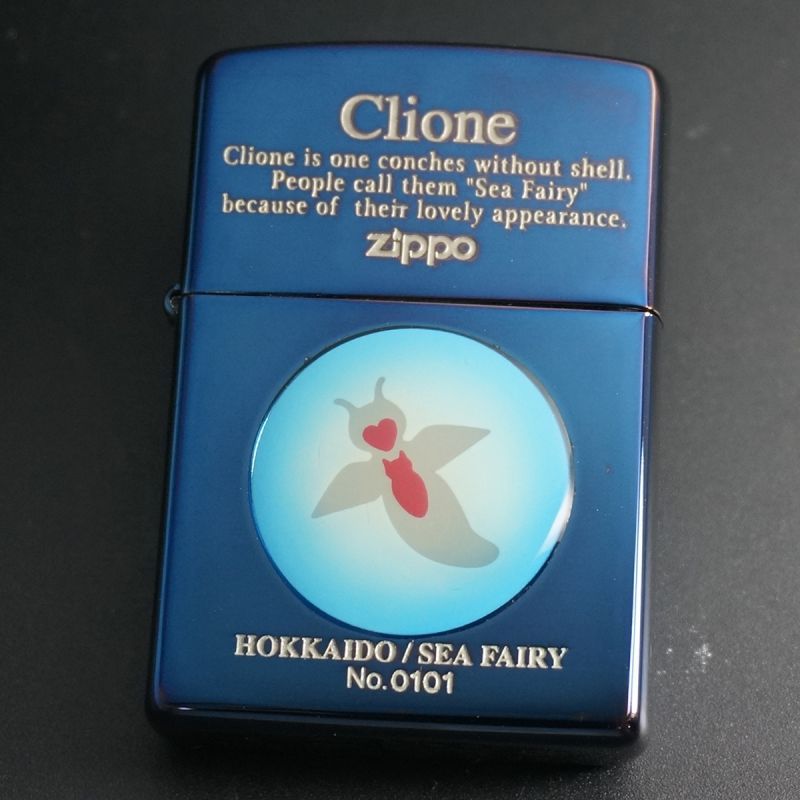 Clione
Clione is one conches without shell.
People call them "Sea Fairy"
because of their lovely appearance.
zippo
HOKKAIDO / SEA FAIRY
No.0101